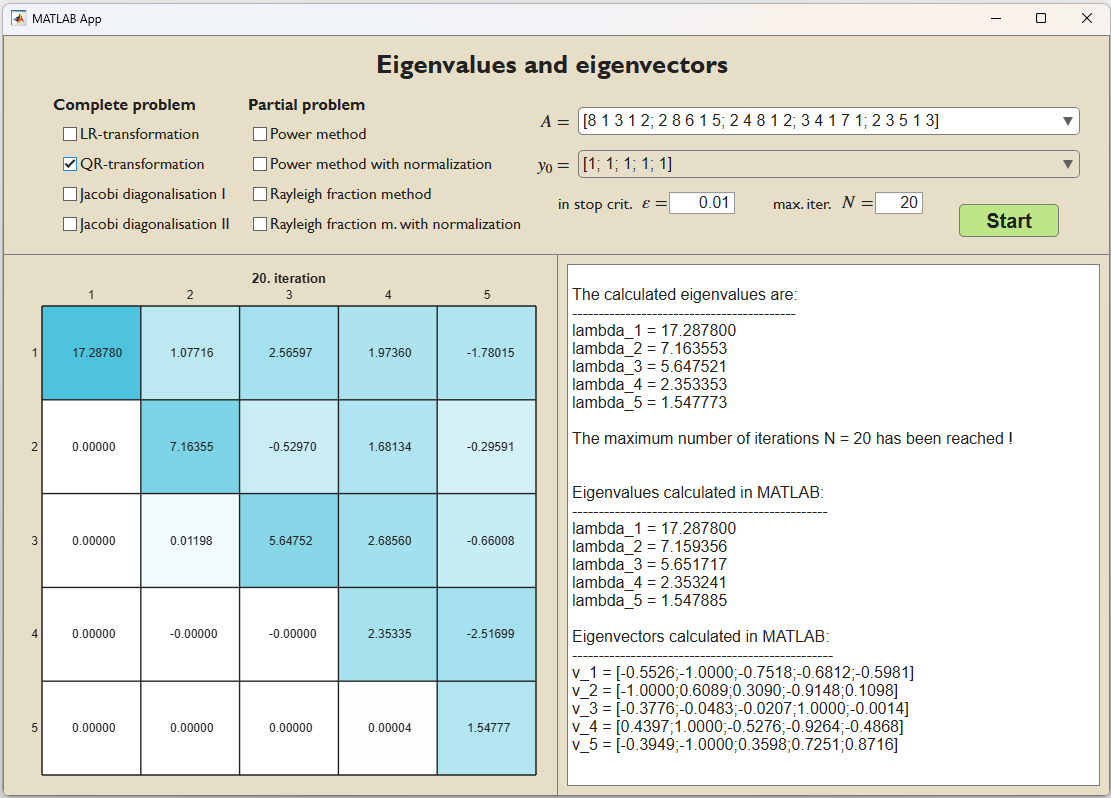 MATLAB App
Eigenvalues and eigenvectors
Complete problem
LR-transformation
QR-transformation
Jacobi diagonalisation I
Jacobi diagonalisation II
Partial problem
Power method
Power method with normalization
Rayleigh fraction method
Rayleigh fraction m. with normalization
A = [8 1 3 1 2; 2 8 6 1 5; 2 4 8 1 2; 3 4 1 7 1; 2 3 5 1 3]
y₀ = [1; 1; 1; 1; 1]
in stop crit. ε = 0.01 max. iter. N = 20
Start
20. iteration
1 2 3 4 5
1 17.28780 1.07716 2.56597 1.97360 -1.78015
2 0.00000 7.16355 -0.52970 1.68134 -0.29591
3 0.00000 0.01198 5.64752 2.68560 -0.66008
4 0.00000 -0.00000 -0.00000 2.35335 -2.51699
5 0.00000 0.00000 0.00000 0.00004 1.54777
The calculated eigenvalues are:
------------------------------------------
lambda_1 = 17.287800
lambda_2 = 7.163553
lambda_3 = 5.647521
lambda_4 = 2.353353
lambda_5 = 1.547773
The maximum number of iterations N = 20 has been reached !
Eigenvalues calculated in MATLAB:
------------------------------------------------
lambda_1 = 17.287800
lambda_2 = 7.159356
lambda_3 = 5.651717
lambda_4 = 2.353241
lambda_5 = 1.547885
Eigenvectors calculated in MATLAB:
-------------------------------------------------
v_1 = [-0.5526;-1.0000;-0.7518;-0.6812;-0.5981]
v_2 = [-1.0000;0.6089;0.3090;-0.9148;0.1098]
v_3 = [-0.3776;-0.0483;-0.0207;1.0000;-0.0014]
v_4 = [0.4397;1.0000;-0.5276;-0.9264;-0.4868]
v_5 = [-0.3949;-1.0000;0.3598;0.7251;0.8716]